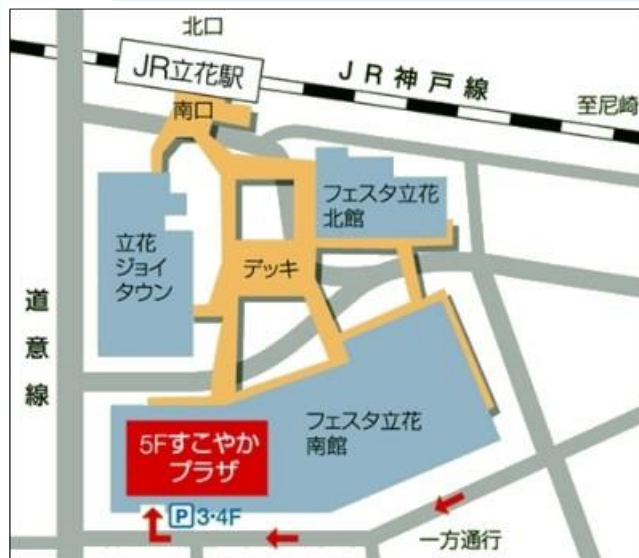 北口
JR立花駅
JR神戸線
至尼崎
南口
フェスタ立花
北館
立花
ジョイ
タウン
デッキ
道意線
フェスタ立花
南館
5Fすこやか
プラザ
P3・4F
一方通行